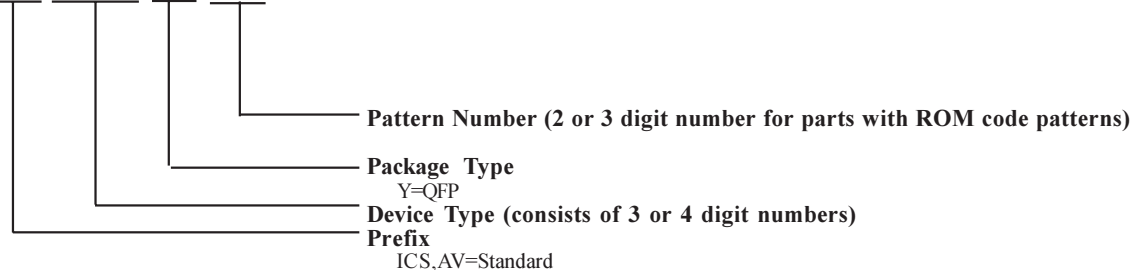 Pattern Number (2 or 3 digit number for parts with ROM code patterns)
Package Type
Y=QFP
Device Type (consists of 3 or 4 digit numbers)
Prefix
ICS,AV=Standard